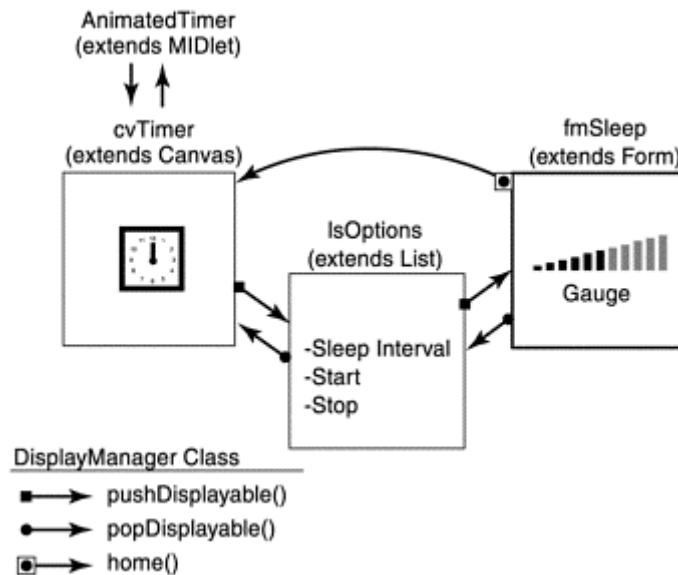 AnimatedTimer
(extends MIDlet)
cvTimer
(extends Canvas)
fmSleep
(extends Form)
lsOptions
(extends List)
Gauge
-Sleep Interval
-Start
-Stop
DisplayManager Class
pushDisplayable()
popDisplayable()
home()